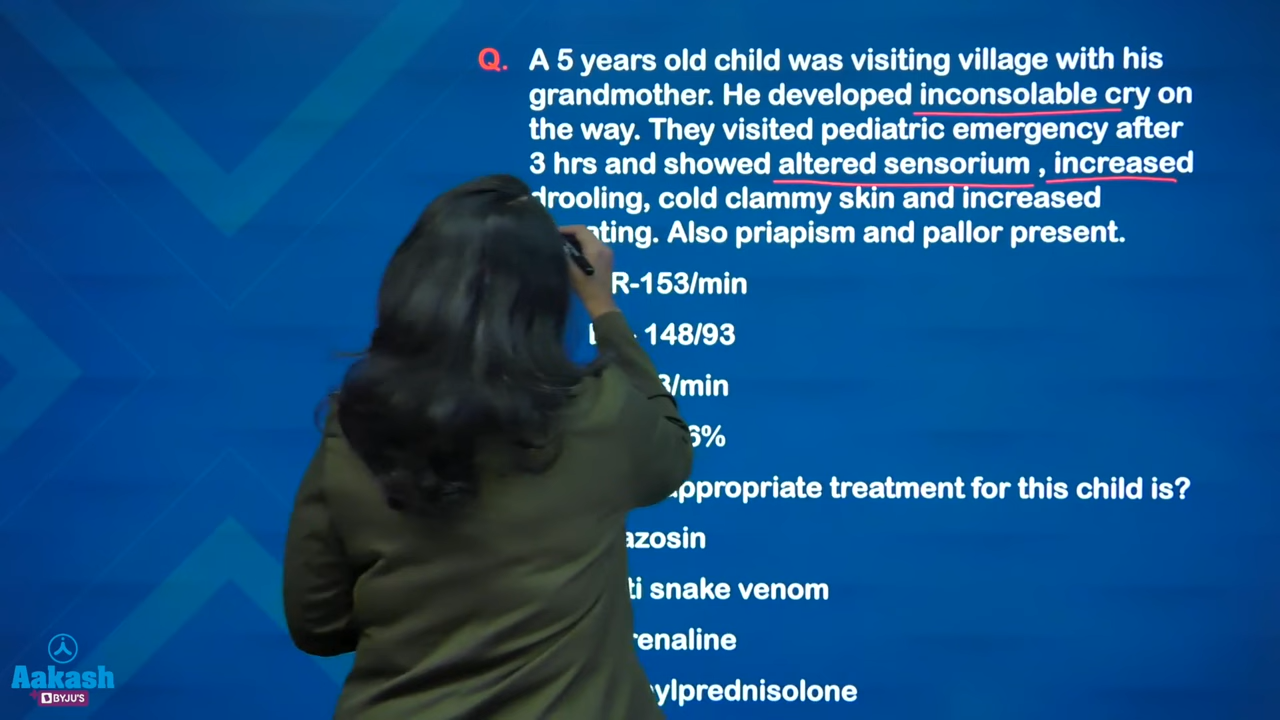 Q. A 5 years old child was visiting village with his
grandmother. He developed inconsolable cry on
the way. They visited pediatric emergency after
3 hrs and showed altered sensorium , increased
drooling, cold clammy skin and increased
ating. Also priapism and pallor present.
R-153/min
- 148/93
3/min
6%
appropriate treatment for this child is?
azosin
ti snake venom
renaline
ylprednisolone
Aakash
BYJU'S